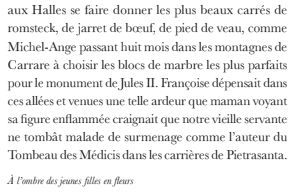 aux Halles se faire donner les plus beaux carrés de
romsteck, de jarret de bœuf, de pied de veau, comme
Michel-Ange passant huit mois dans les montagnes de
Carrare à choisir les blocs de marbre les plus parfaits
pour le monument de Jules II. Françoise dépensait dans
ces allées et venues une telle ardeur que maman voyant
sa figure enflammée craignait que notre vieille servante
ne tombât malade de surmenage comme l’auteur du
Tombeau des Médicis dans les carrières de Pietrasanta.
À l’ombre des jeunes filles en fleurs